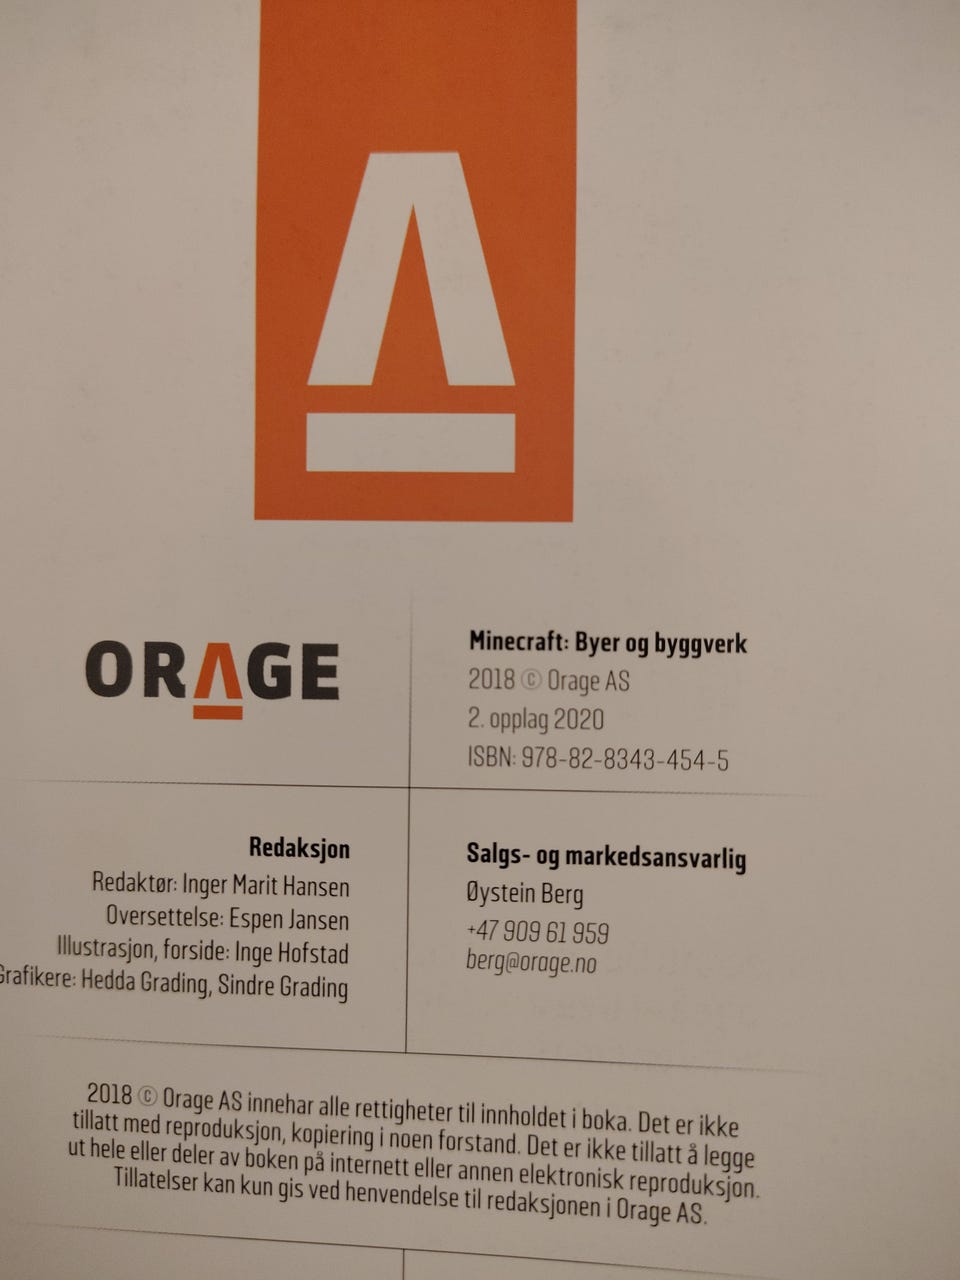 ORAGE
Minecraft: Byer og byggverk
2018 © Orage AS
2. opplag 2020
ISBN: 978-82-8343-454-5
Redaksjon
Redaktør: Inger Marit Hansen
Oversettelse: Espen Jansen
Illustrasjon, forside: Inge Hofstad
Grafikere: Hedda Grading, Sindre Grading
Salgs- og markedsansvarlig
Øystein Berg
+47 909 61 959
berg@orage.no
2018 © Orage AS innehar alle rettigheter til innholdet i boka. Det er ikke
tillatt med reproduksjon, kopiering i noen forstand. Det er ikke tillatt å legge
ut hele eller deler av boken på internett eller annen elektronisk reproduksjon.
Tillatelser kan kun gis ved henvendelse til redaksjonen i Orage AS.